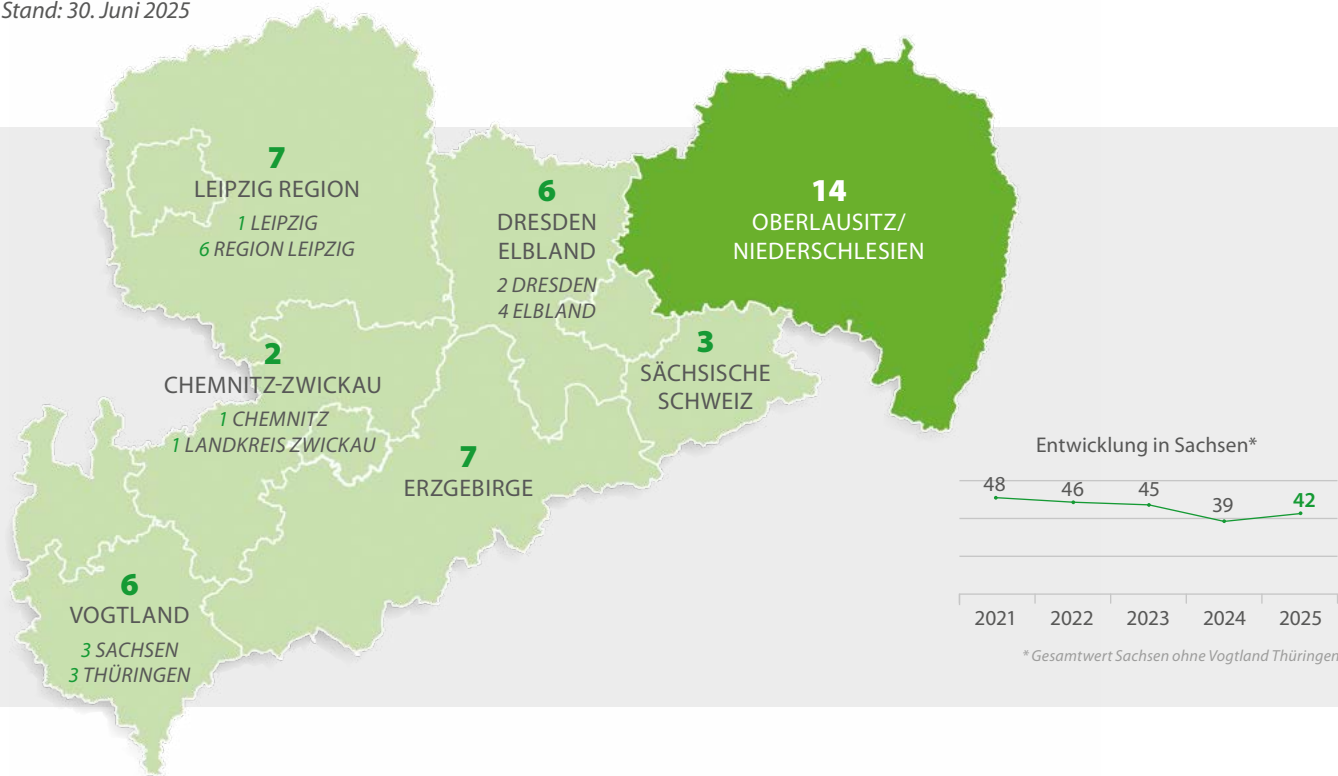 Stand: 30. Juni 2025
7
LEIPZIG REGION
1 LEIPZIG
6 REGION LEIPZIG
6
DRESDEN
ELBLAND
2 DRESDEN
4 ELBLAND
14
OBERLAUSITZ/
NIEDERSCHLESIEN
2
CHEMNITZ-ZWICKAU
1 CHEMNITZ
1 LANDKREIS ZWICKAU
3
SÄCHSISCHE
SCHWEIZ
7
ERZGEBIRGE
6
VOGTLAND
3 SACHSEN
3 THÜRINGEN
Entwicklung in Sachsen*
48 46 45 39 42
2021 2022 2023 2024 2025
* Gesamtwert Sachsen ohne Vogtland Thüringen